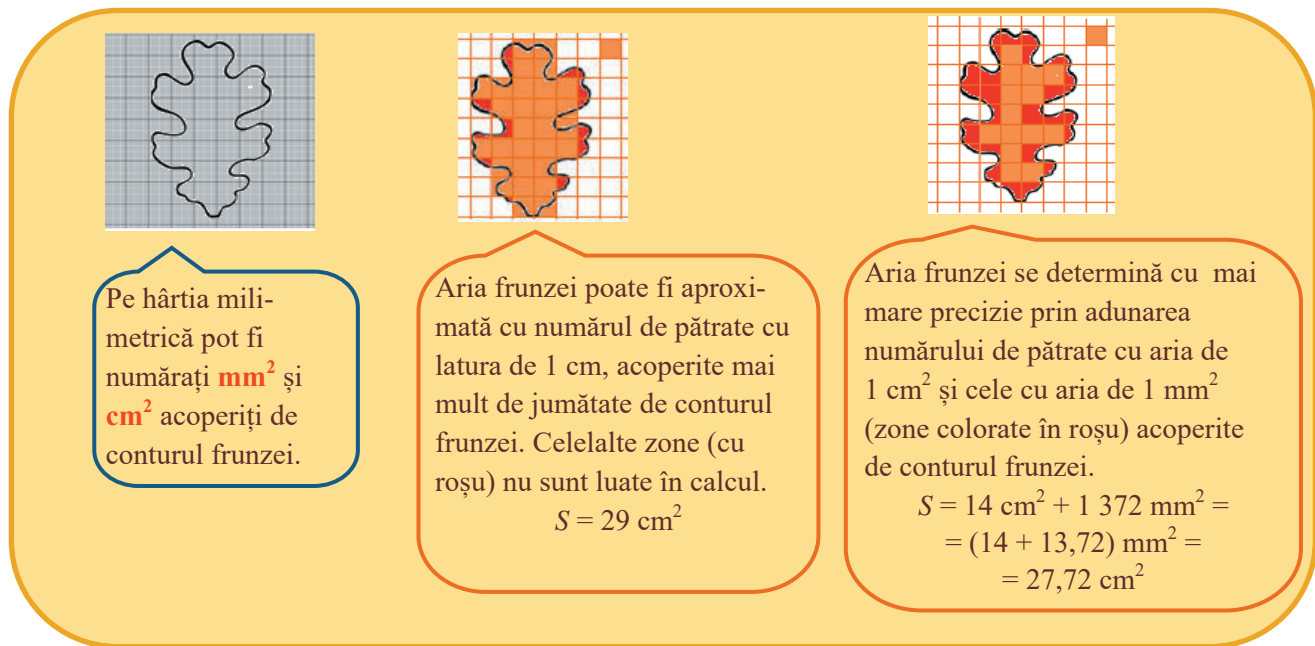 Pe hârtia mili-
metrică pot fi
numărați mm² și
cm² acoperiți de
conturul frunzei.
Aria frunzei poate fi aproxi-
mată cu numărul de pătrate cu
latura de 1 cm, acoperite mai
mult de jumătate de conturul
frunzei. Celelalte zone (cu
roșu) nu sunt luate în calcul.
S = 29 cm²
Aria frunzei se determină cu mai
mare precizie prin adunarea
numărului de pătrate cu aria de
1 cm² și cele cu aria de 1 mm²
(zone colorate în roșu) acoperite
de conturul frunzei.
S = 14 cm² + 1 372 mm² =
= (14 + 13,72) mm² =
= 27,72 cm²